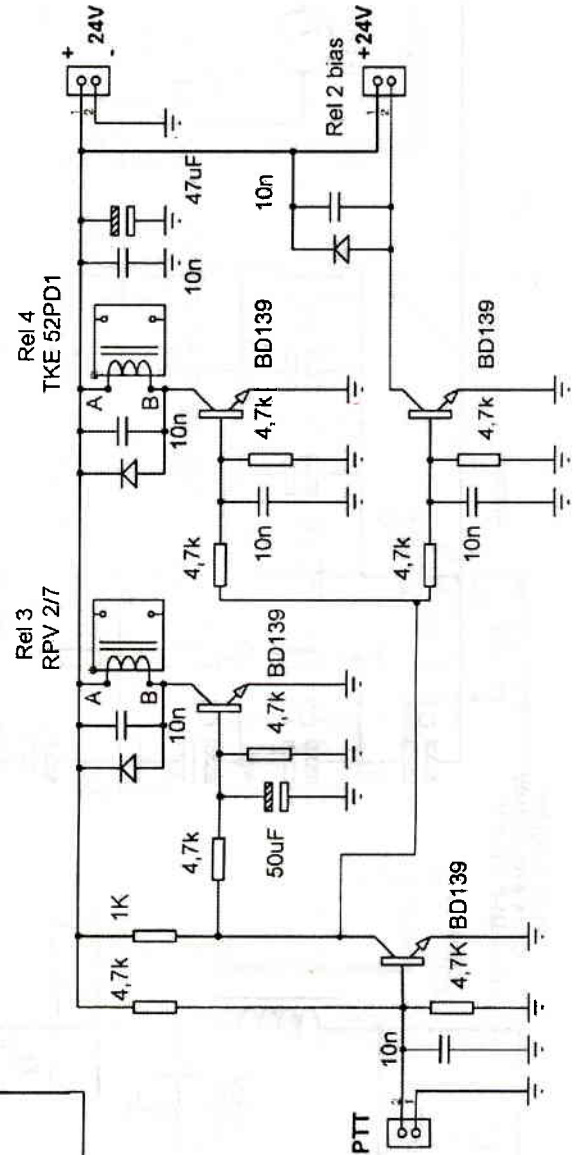 Rel 3
RPV 2/7
Rel 4
TKE 52PD1
+
24V
-
1
2
4,7k
1K
A
B
10n
A
B
10n
10n
47uF
4,7k
BD139
4,7k
50uF
4,7k
BD139
4,7k
10n
10n
Rel 2 bias
+24V
1
2
PTT
2
1
10n
4,7K
BD139
4,7k
BD139
4,7k
10n